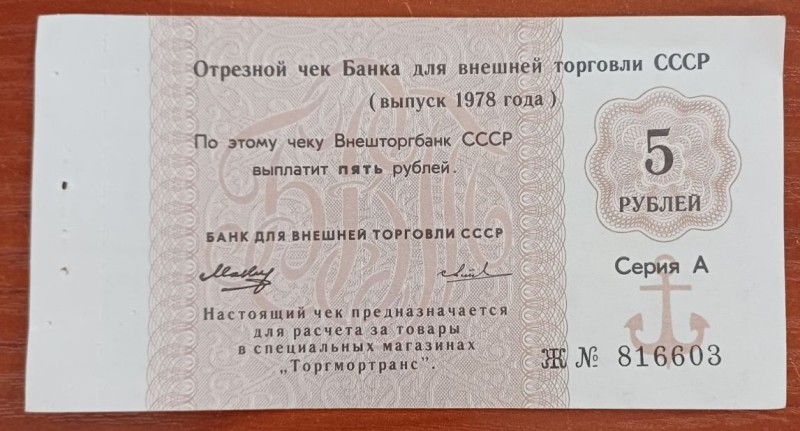 Отрезной чек Банка для внешней торговли СССР
(выпуск 1978 года)
По этому чеку Внешторгбанк СССР
выплатит пять рублей.
5
РУБЛЕЙ
БАНК ДЛЯ ВНЕШНЕЙ ТОРГОВЛИ СССР
Серия А
Настоящий чек предназначается
для расчета за товары
в специальных магазинах
„Торгмортранс".
Ж № 816603